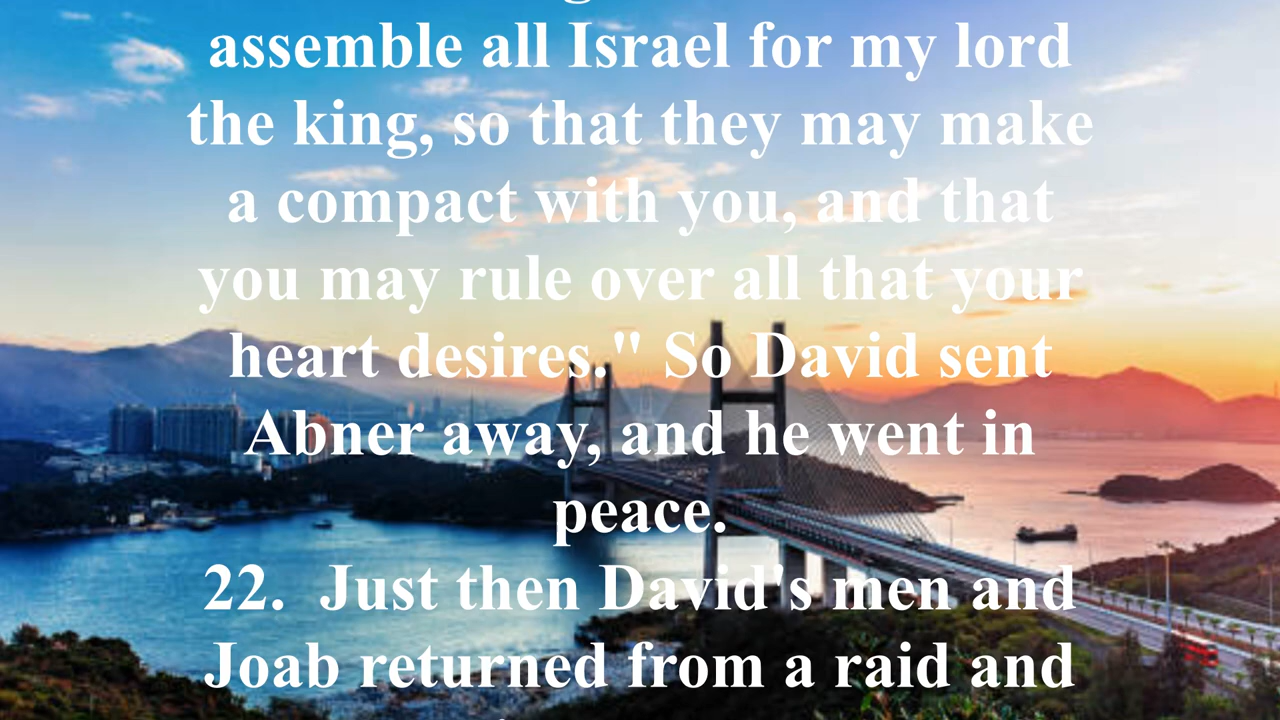 assemble all Israel for my lord
the king, so that they may make
a compact with you, and that
you may rule over all that your
heart desires." So David sent
Abner away, and he went in
peace.
22.  Just then David's men and
Joab returned from a raid and